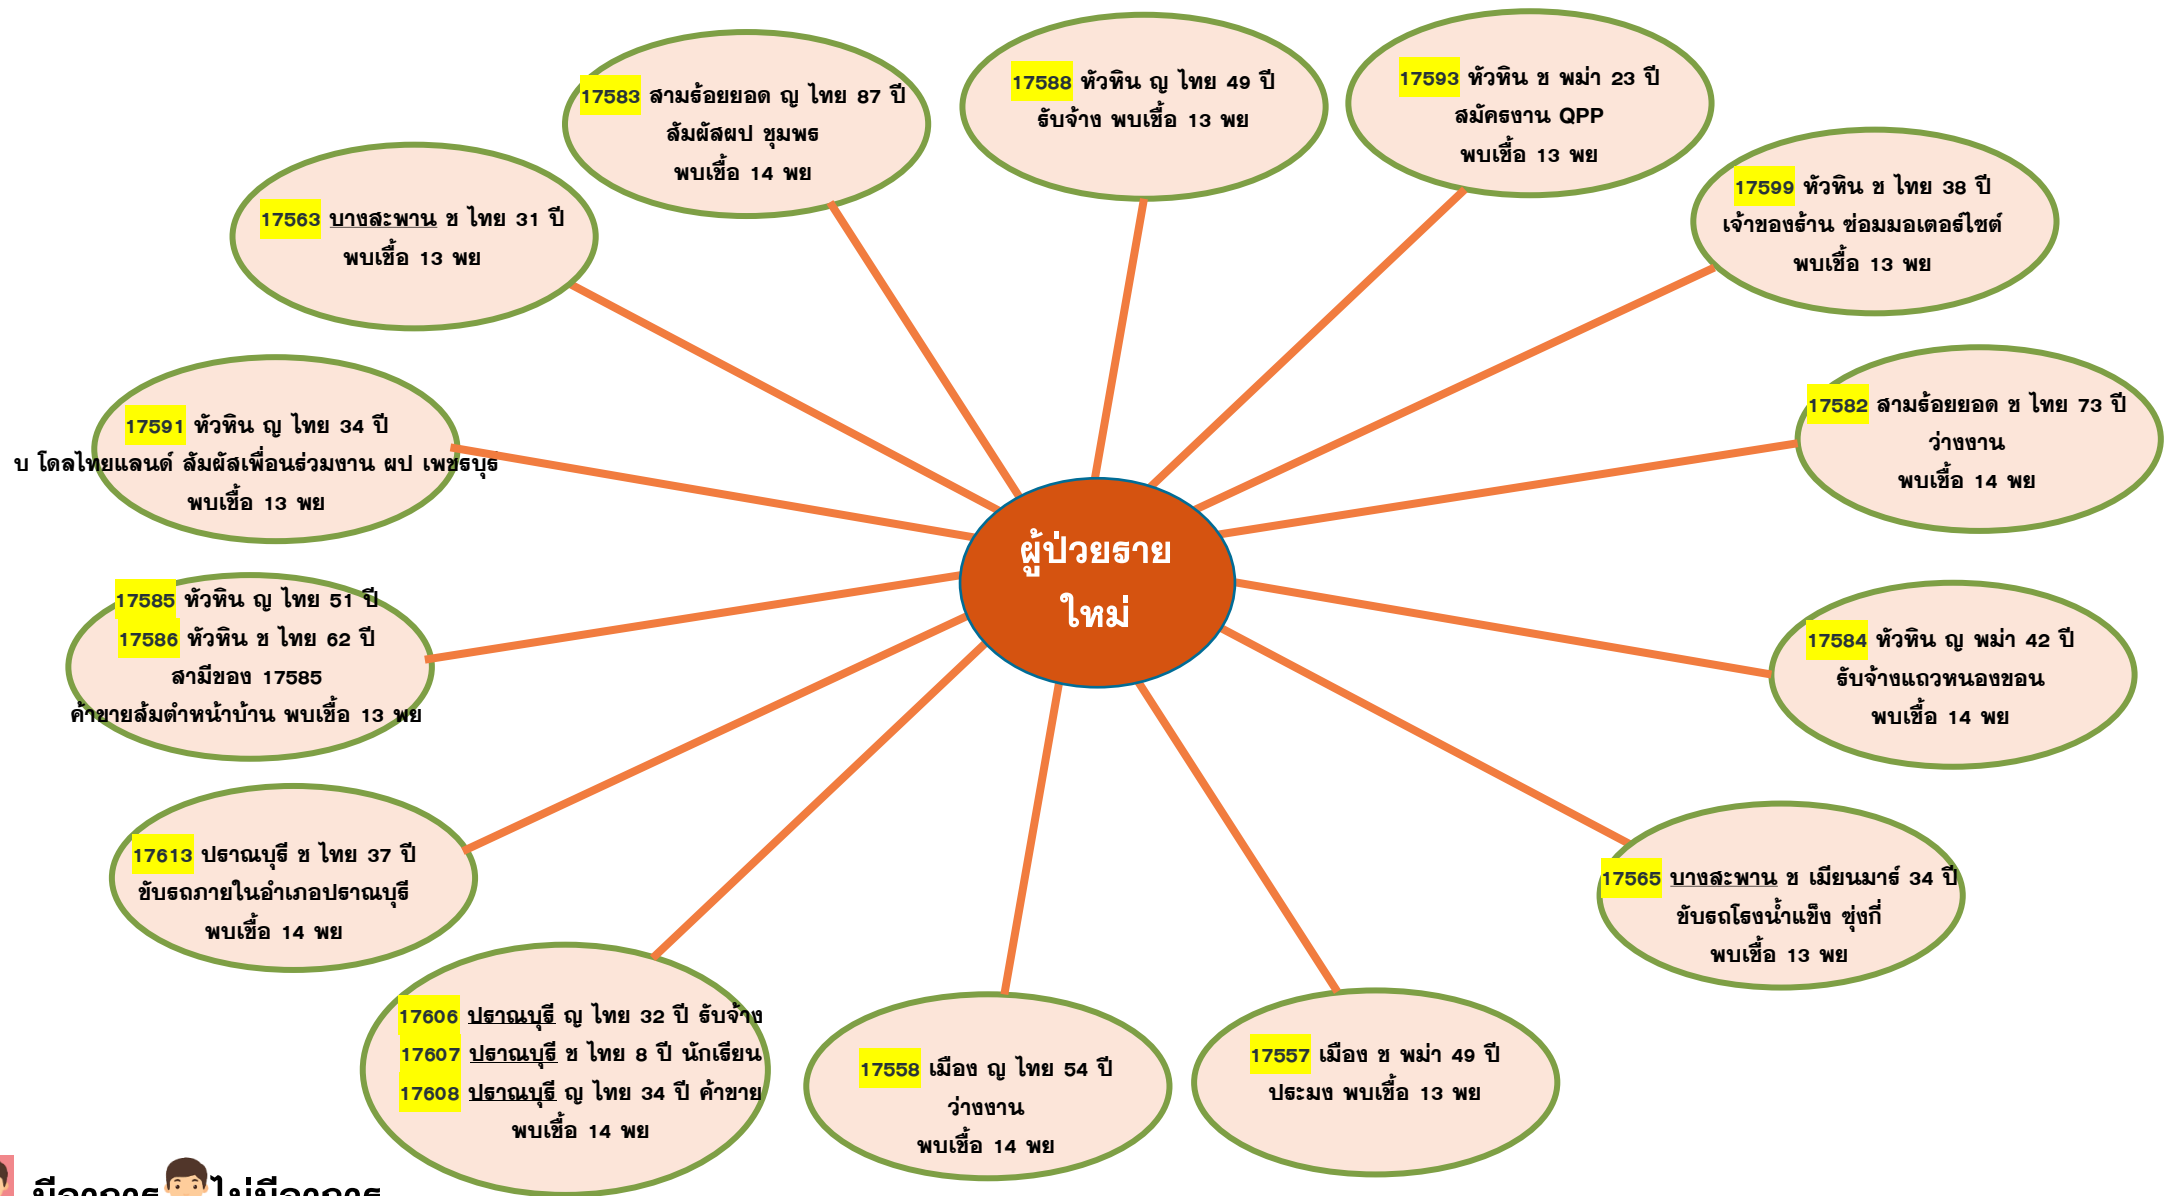 17583 สามร้อยยอด ญ ไทย 87 ปี
สัมผัสผป ชุมพร
พบเชื้อ 14 พย
17588 หัวหิน ญ ไทย 49 ปี
รับจ้าง พบเชื้อ 13 พย
17593 หัวหิน ช พม่า 23 ปี
สมัครงาน QPP
พบเชื้อ 13 พย
17563 บางสะพาน ช ไทย 31 ปี
พบเชื้อ 13 พย
17599 หัวหิน ช ไทย 38 ปี
เจ้าของร้าน ซ่อมมอเตอร์ไซต์
พบเชื้อ 13 พย
17591 หัวหิน ญ ไทย 34 ปี
บ โดลไทยแลนด์ สัมผัสเพื่อนร่วมงาน ผป เพชรบุร
พบเชื้อ 13 พย
17582 สามร้อยยอด ช ไทย 73 ปี
ว่างงาน
พบเชื้อ 14 พย
ผู้ป่วยราย
ใหม่
17585 หัวหิน ญ ไทย 51 ปี
17586 หัวหิน ช ไทย 62 ปี
สามีของ 17585
ค้าขายส้มตำหน้าบ้าน พบเชื้อ 13 พย
17584 หัวหิน ญ พม่า 42 ปี
รับจ้างแถวหนองขอน
พบเชื้อ 14 พย
17613 ปราณบุรี ช ไทย 37 ปี
ขับรถภายในอำเภอปราณบุรี
พบเชื้อ 14 พย
17565 บางสะพาน ช เมียนมาร์ 34 ปี
ขับรถโรงน้ำแข็ง ซุ่งกี่
พบเชื้อ 13 พย
17606 ปราณบุรี ญ ไทย 32 ปี รับจ้าง
17607 ปราณบุรี ช ไทย 8 ปี นักเรียน
17608 ปราณบุรี ญ ไทย 34 ปี ค้าขาย
พบเชื้อ 14 พย
17558 เมือง ญ ไทย 54 ปี
ว่างงาน
พบเชื้อ 14 พย
17557 เมือง ช พม่า 49 ปี
ประมง พบเชื้อ 13 พย
มีอาการ ไม่มีอาการ